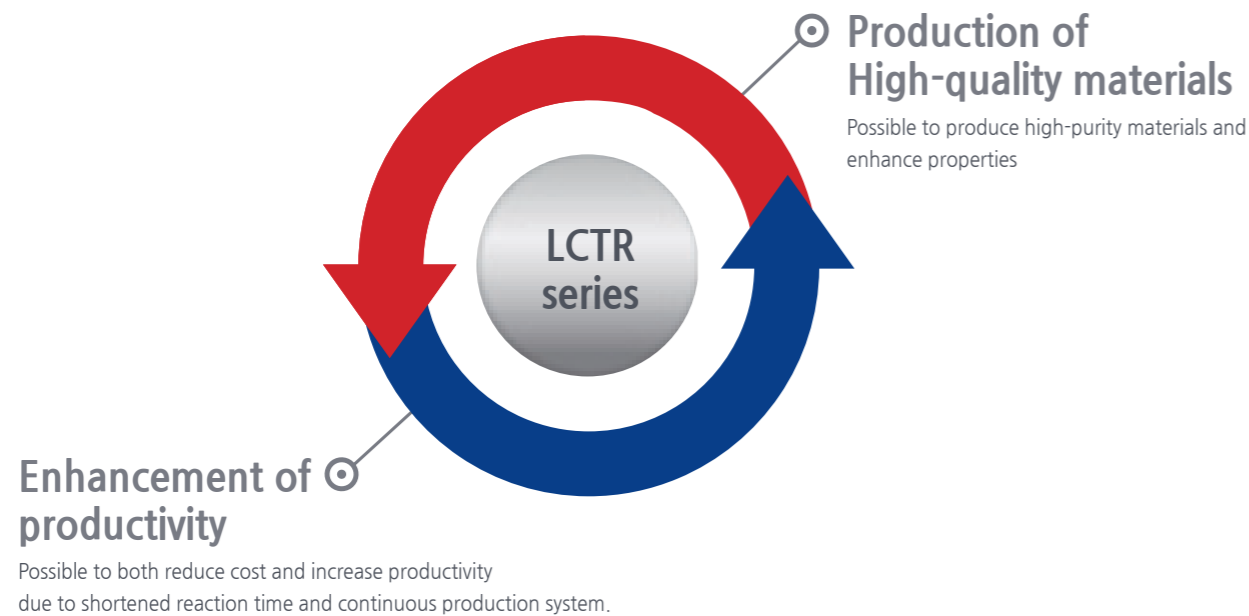 Production of
High-quality materials
Possible to produce high-purity materials and
enhance properties
LCTR
series
Enhancement of
productivity
Possible to both reduce cost and increase productivity
due to shortened reaction time and continuous production system.